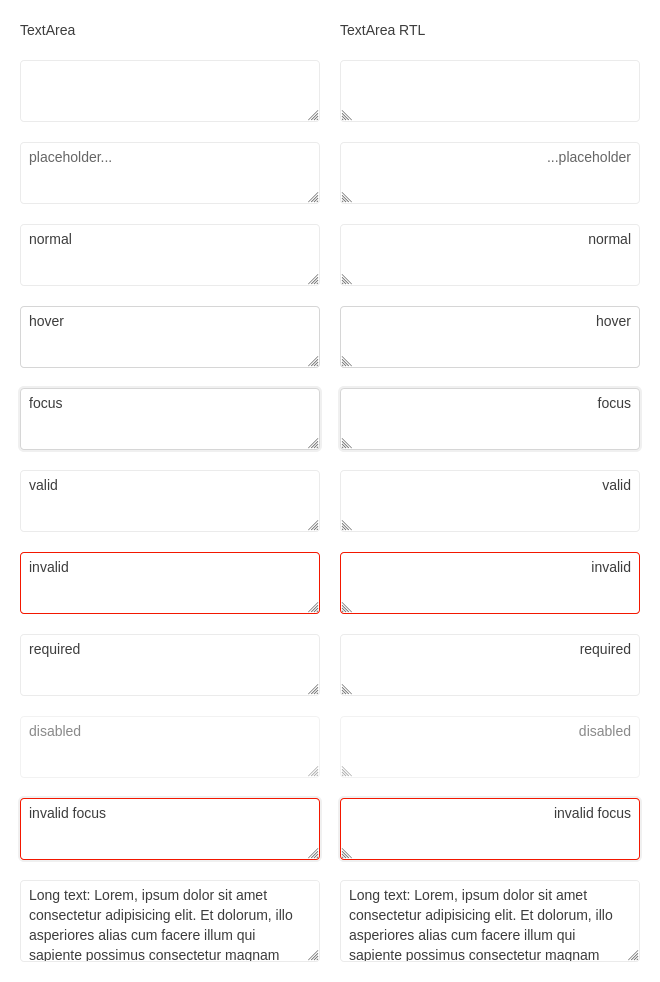 TextArea
TextArea RTL
placeholder...
...placeholder
normal
normal
hover
hover
focus
focus
valid
valid
invalid
invalid
required
required
disabled
disabled
invalid focus
invalid focus
Long text: Lorem, ipsum dolor sit amet
consectetur adipisicing elit. Et dolorum, illo
asperiores alias cum facere illum qui
sapiente possimus consectetur magnam
Long text: Lorem, ipsum dolor sit amet
consectetur adipisicing elit. Et dolorum, illo
asperiores alias cum facere illum qui
sapiente possimus consectetur magnam